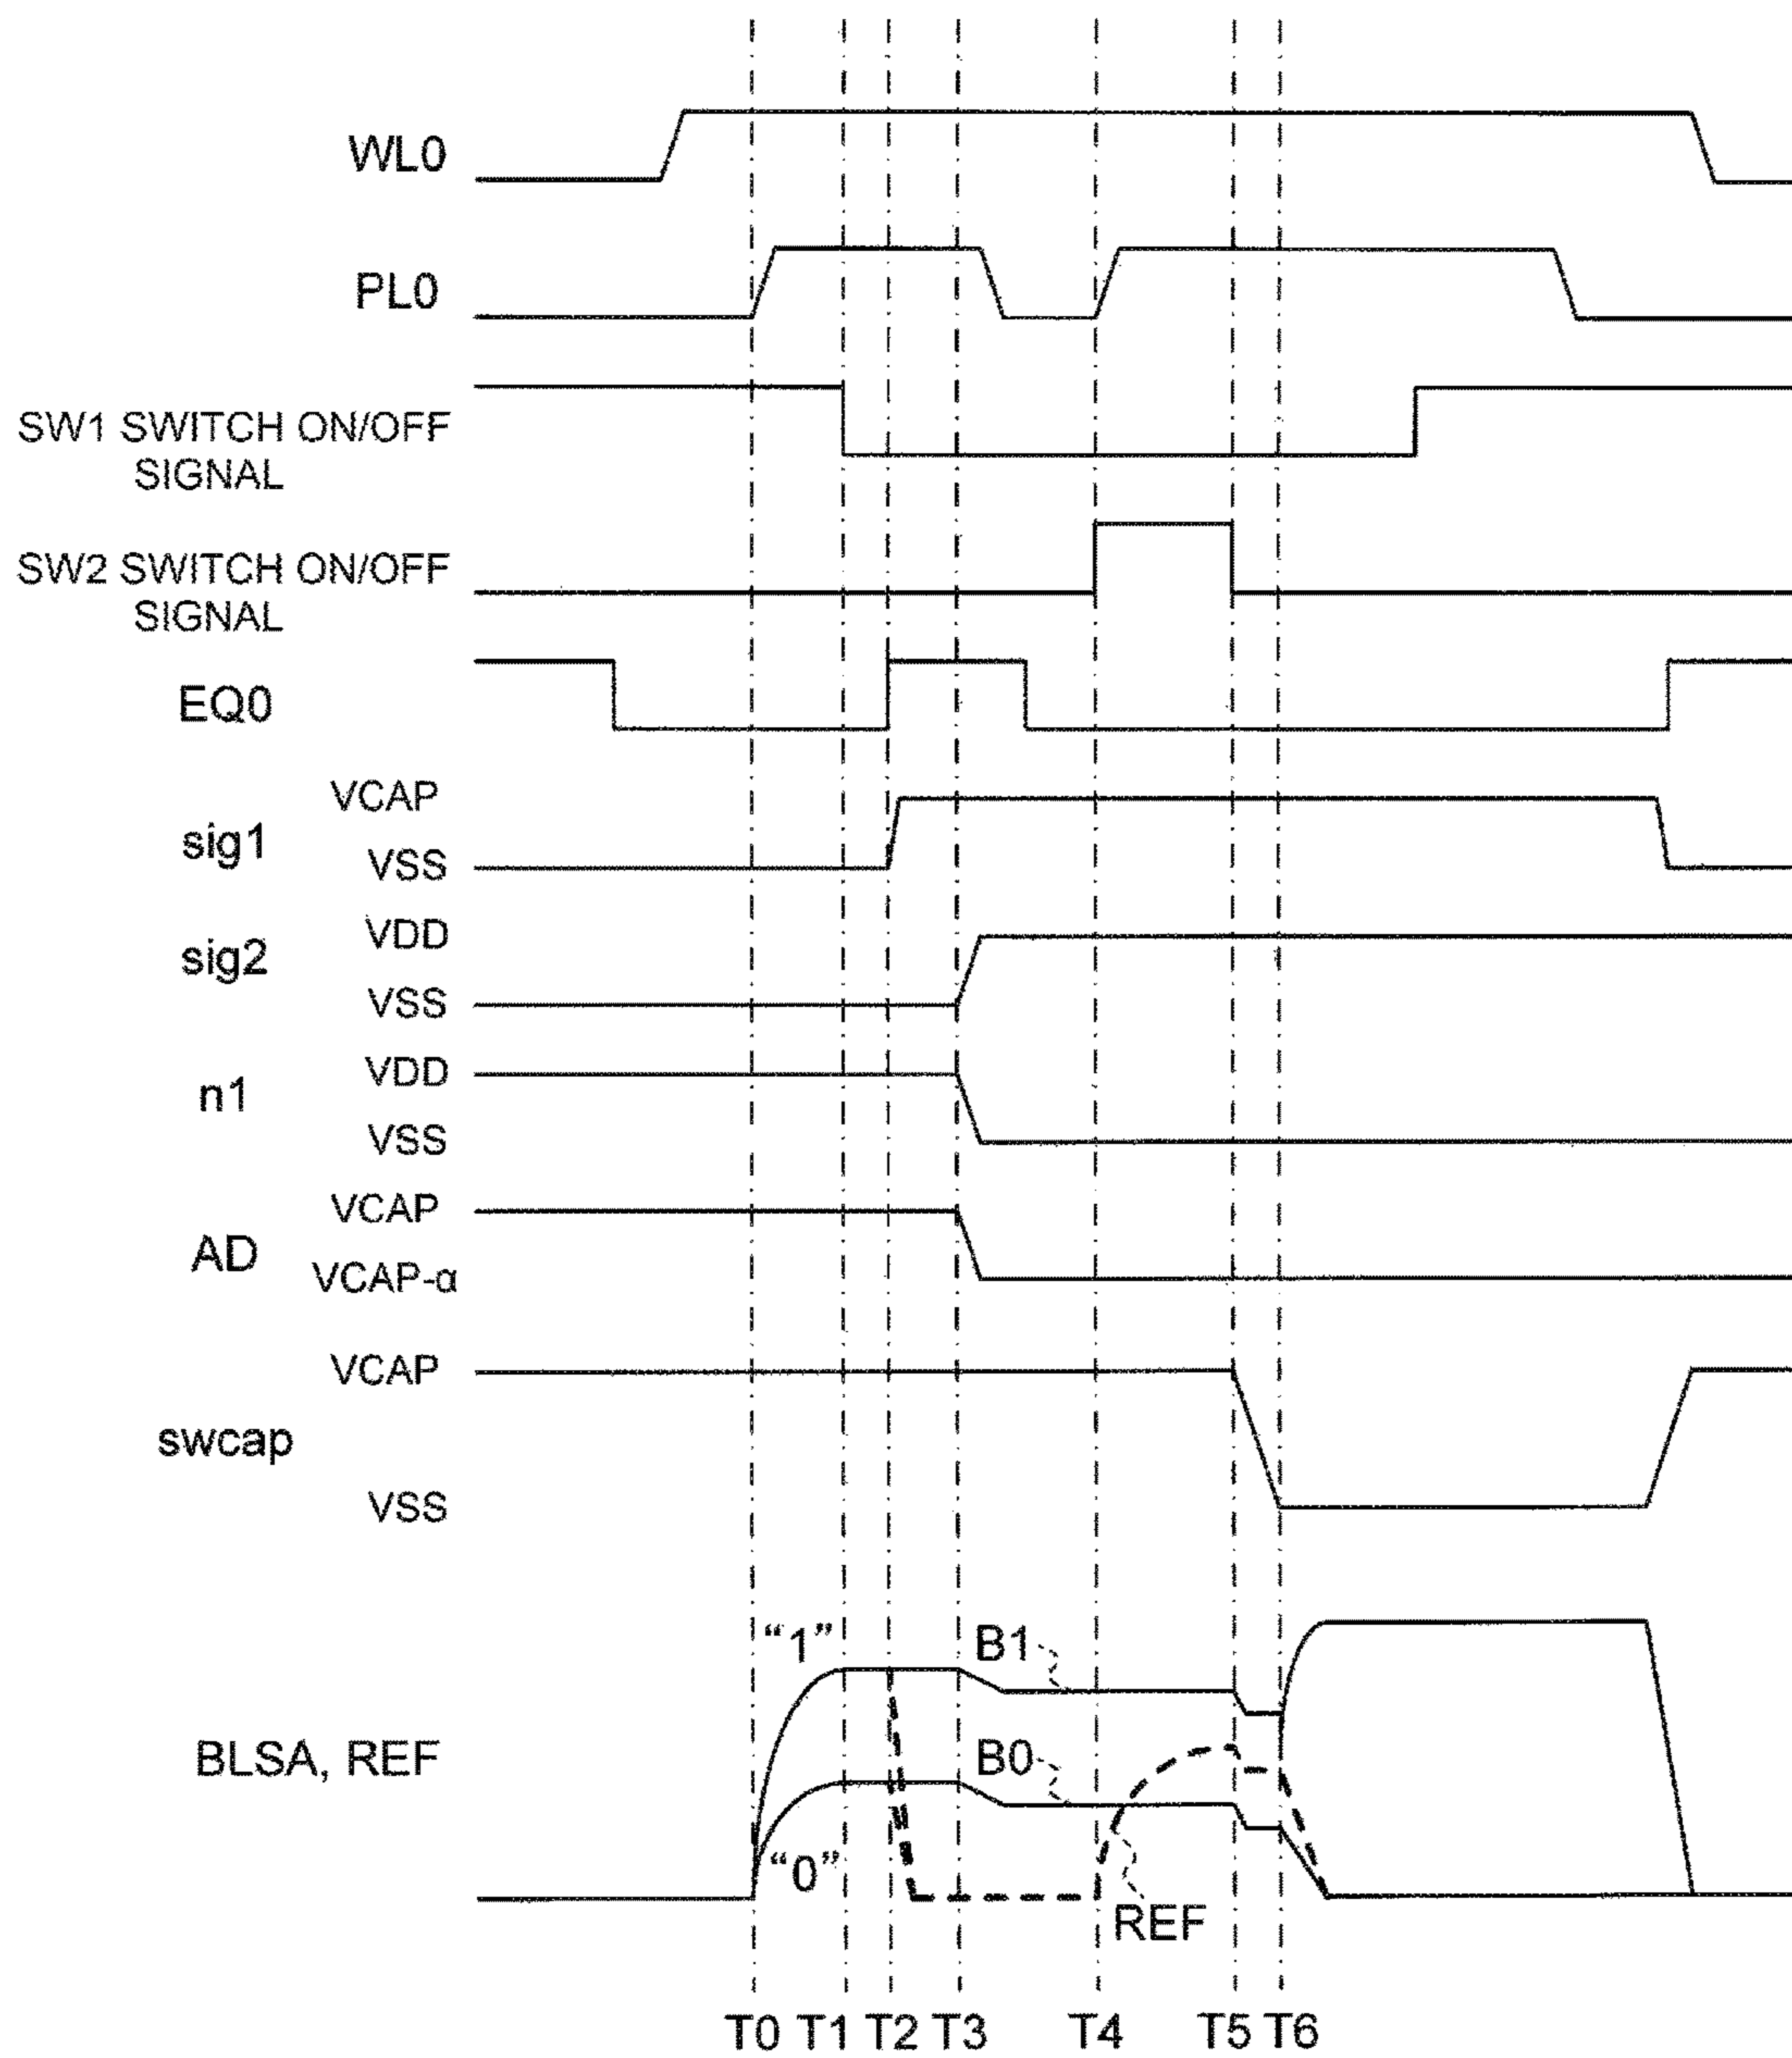 WL0
PL0
SW1 SWITCH ON/OFF
SIGNAL
SW2 SWITCH ON/OFF
SIGNAL
EQ0
sig1
VCAP
VSS
sig2
VDD
VSS
n1
VDD
VSS
AD
VCAP
VCAP-α
swcap
VCAP
VSS
BLSA, REF
“1”
“0”
B1
B0
REF
T0 T1 T2 T3 T4 T5 T6